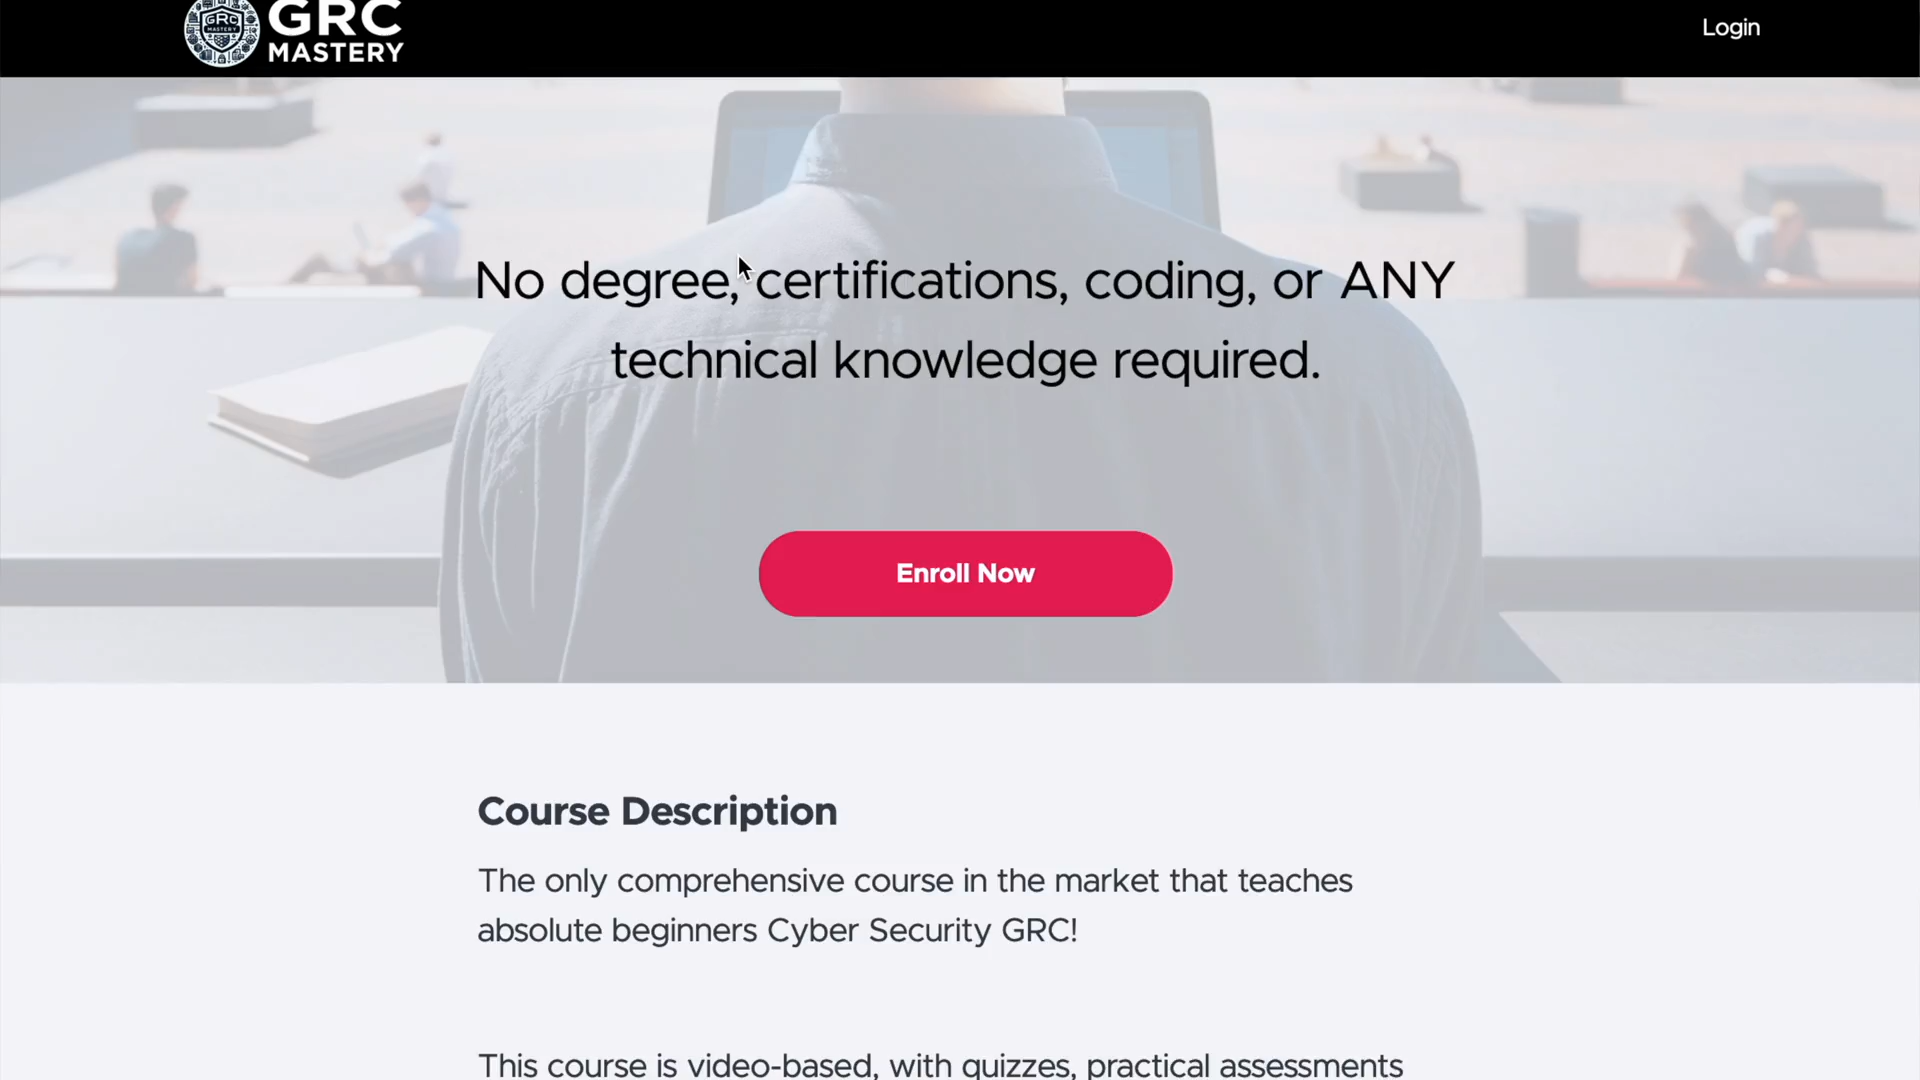 GRC
MASTERY
GRC
MASTERY
Login
No degree, certifications, coding, or ANY
technical knowledge required.
Enroll Now
Course Description
The only comprehensive course in the market that teaches
absolute beginners Cyber Security GRC!
This course is video-based, with quizzes, practical assessments